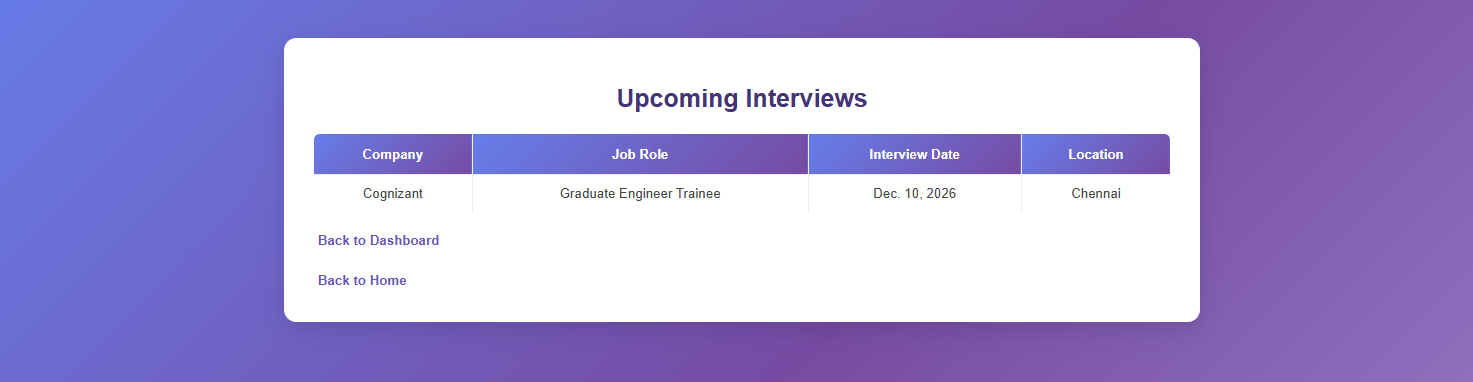 Upcoming Interviews
Company Job Role Interview Date Location
Cognizant Graduate Engineer Trainee Dec. 10, 2026 Chennai
Back to Dashboard
Back to Home